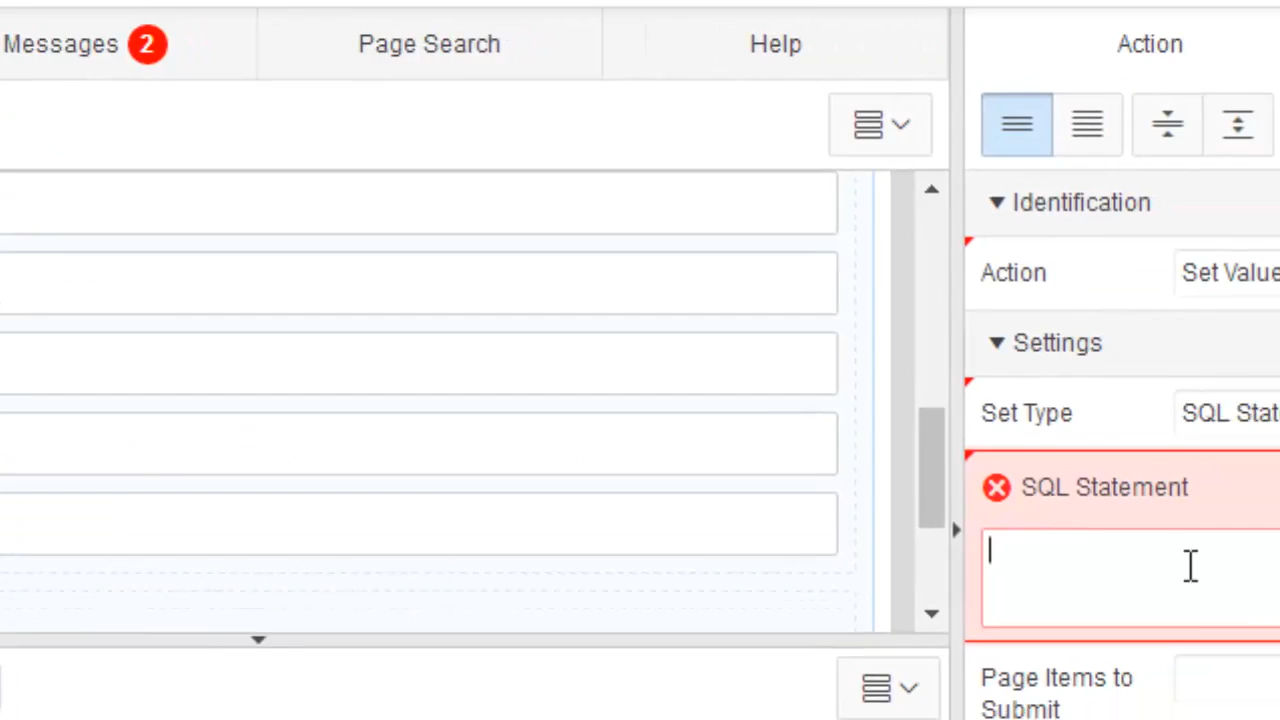 Messages 2 Page Search Help Action
Identification
Action Set Value
Settings
Set Type SQL Stat
SQL Statement
Page Items to
Submit